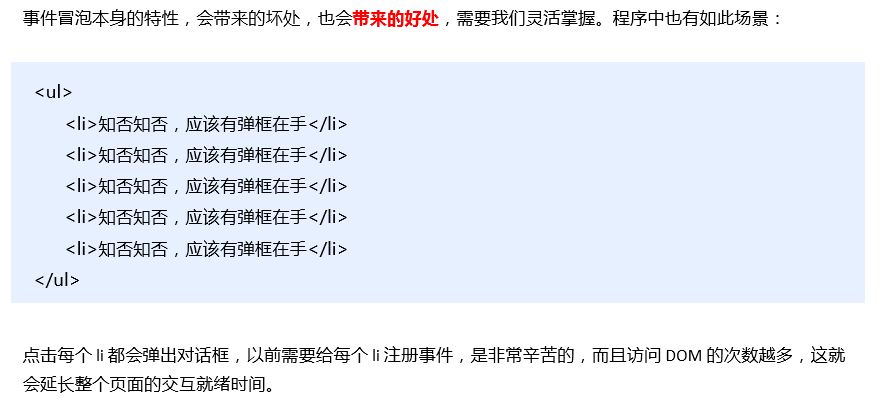 事件冒泡本身的特性，会带来的坏处，也会带来的好处，需要我们灵活掌握。程序中也有如此场景：
<ul>
<li>知否知否，应该有弹框在手</li>
<li>知否知否，应该有弹框在手</li>
<li>知否知否，应该有弹框在手</li>
<li>知否知否，应该有弹框在手</li>
<li>知否知否，应该有弹框在手</li>
</ul>
点击每个 li 都会弹出对话框，以前需要给每个 li 注册事件，是非常辛苦的，而且访问 DOM 的次数越多，这就
会延长整个页面的交互就绪时间。